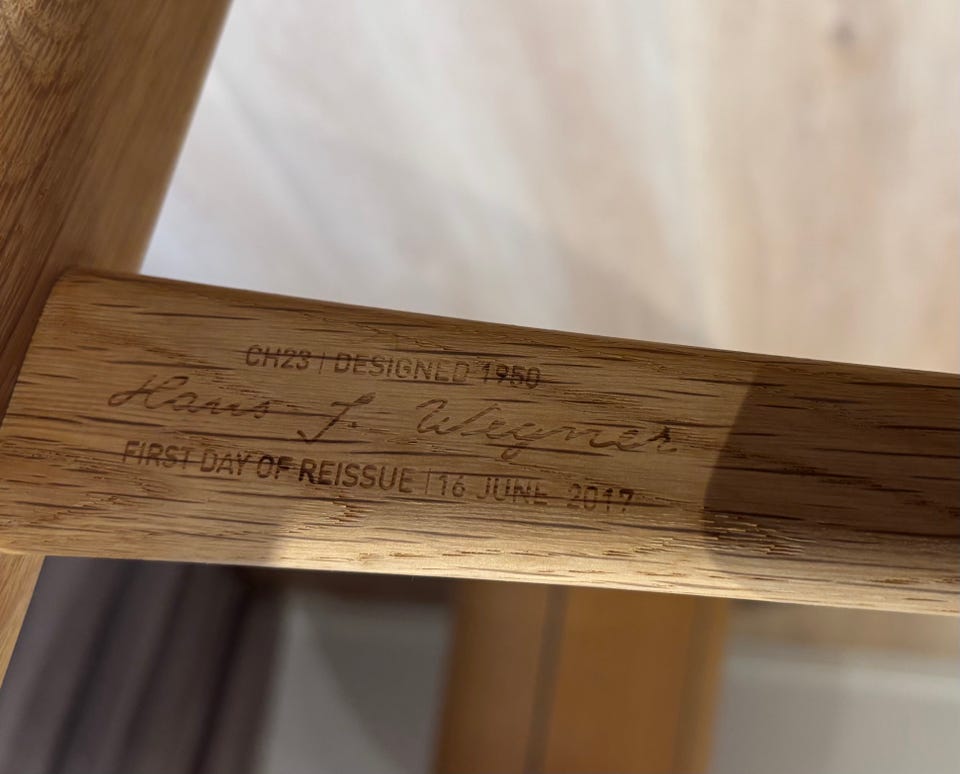 CH23 | DESIGNED 1950
Hans J. Wegner
FIRST DAY OF REISSUE | 16 JUNE 2017